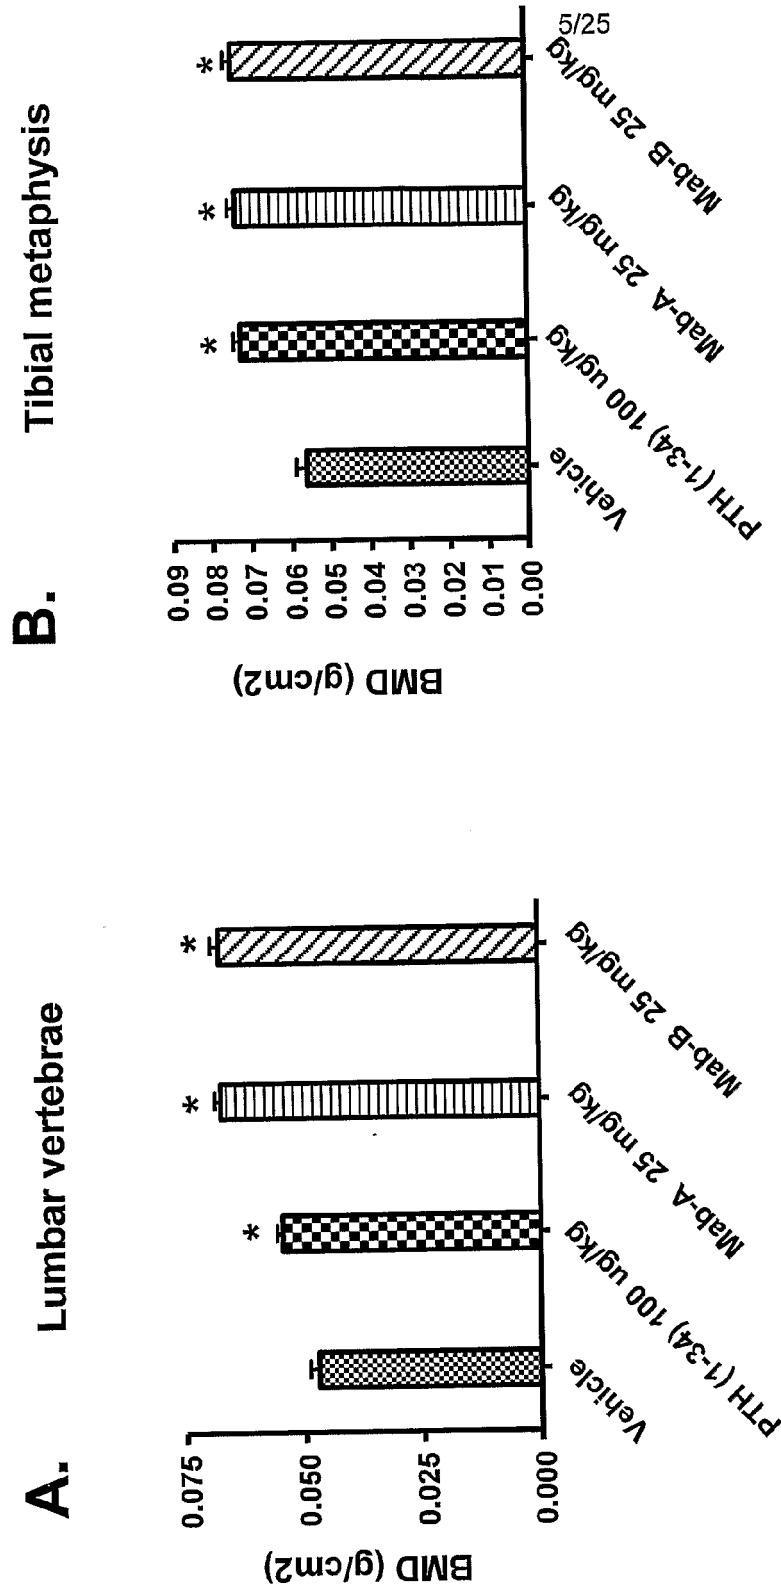 5/25
A. Lumbar vertebrae
BMD (g/cm2)
0.075
0.050
0.025
0.000
*
*
*
Vehicle
PTH (1-34) 100 ug/kg
Mab-A 25 mg/kg
Mab-B 25 mg/kg
B. Tibial metaphysis
BMD (g/cm2)
0.09
0.08
0.07
0.06
0.05
0.04
0.03
0.02
0.01
0.00
*
*
*
Vehicle
PTH (1-34) 100 ug/kg
Mab-A 25 mg/kg
Mab-B 25 mg/kg